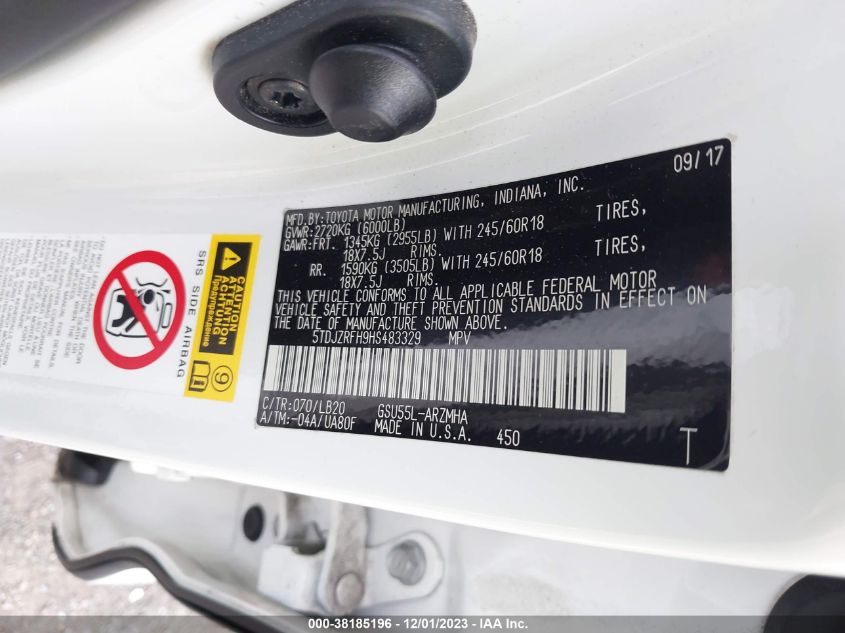 09/17
MFD.BY:TOYOTA MOTOR MANUFACTURING, INDIANA, INC.
GVWR:2720KG (6000LB)
GAWR:FRT. 1345KG (2955LB) WITH 245/60R18 TIRES,
18X7.5J RIMS.
RR. 1590KG (3505LB) WITH 245/60R18 TIRES,
18X7.5J RIMS.
THIS VEHICLE CONFORMS TO ALL APPLICABLE FEDERAL MOTOR
VEHICLE SAFETY AND THEFT PREVENTION STANDARDS IN EFFECT ON
THE DATE OF MANUFACTURE SHOWN ABOVE.
5TDJZRFH9HS483329 MPV
C/TR:070/LB20 GSU55L-ARZMHA
A/TM:-04A/UA80F MADE IN U.S.A. 450
T
SRS SIDE AIRBAG
CAUTION
ATTENTION
Предупреждение
9
000-38185196 - 12/01/2023 - IAA Inc.